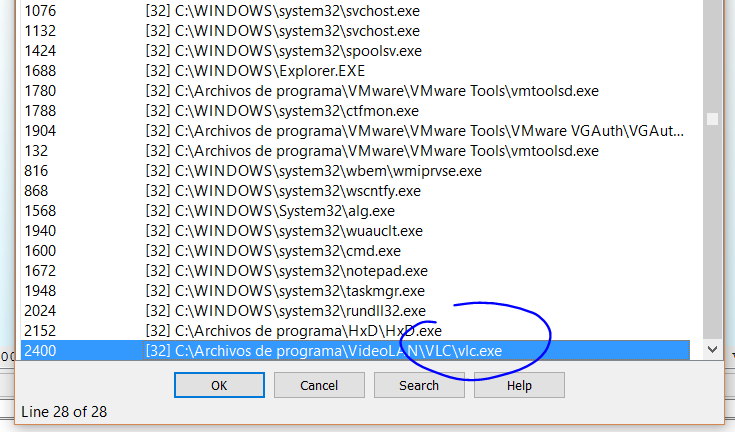 1076 [32] C:\WINDOWS\system32\svchost.exe
1132 [32] C:\WINDOWS\system32\svchost.exe
1424 [32] C:\WINDOWS\system32\spoolsv.exe
1688 [32] C:\WINDOWS\Explorer.EXE
1780 [32] C:\Archivos de programa\VMware\VMware Tools\vmtoolsd.exe
1788 [32] C:\WINDOWS\system32\ctfmon.exe
1904 [32] C:\Archivos de programa\VMware\VMware Tools\VMware VGAuth\VGAut...
132 [32] C:\Archivos de programa\VMware\VMware Tools\vmtoolsd.exe
816 [32] C:\WINDOWS\system32\wbem\wmiprvse.exe
868 [32] C:\WINDOWS\system32\wscntfy.exe
1568 [32] C:\WINDOWS\System32\alg.exe
1940 [32] C:\WINDOWS\system32\wuauclt.exe
1600 [32] C:\WINDOWS\system32\cmd.exe
1672 [32] C:\WINDOWS\system32\notepad.exe
1948 [32] C:\WINDOWS\system32\taskmgr.exe
2024 [32] C:\WINDOWS\system32\rundll32.exe
2152 [32] C:\Archivos de programa\HxD\HxD.exe
2400 [32] C:\Archivos de programa\VideoLAN\VLC\vlc.exe
OK Cancel Search Help
Line 28 of 28